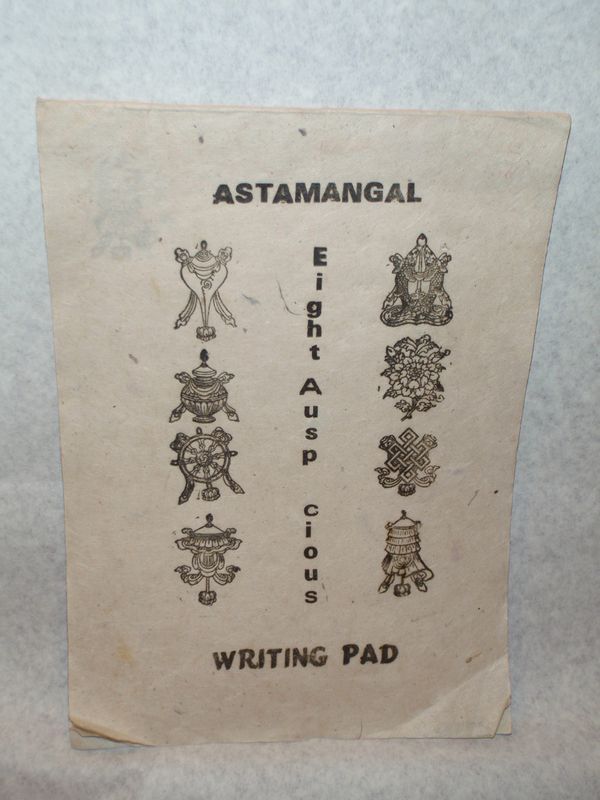 ASTAMANGAL
Eight Ausp cious
WRITING PAD